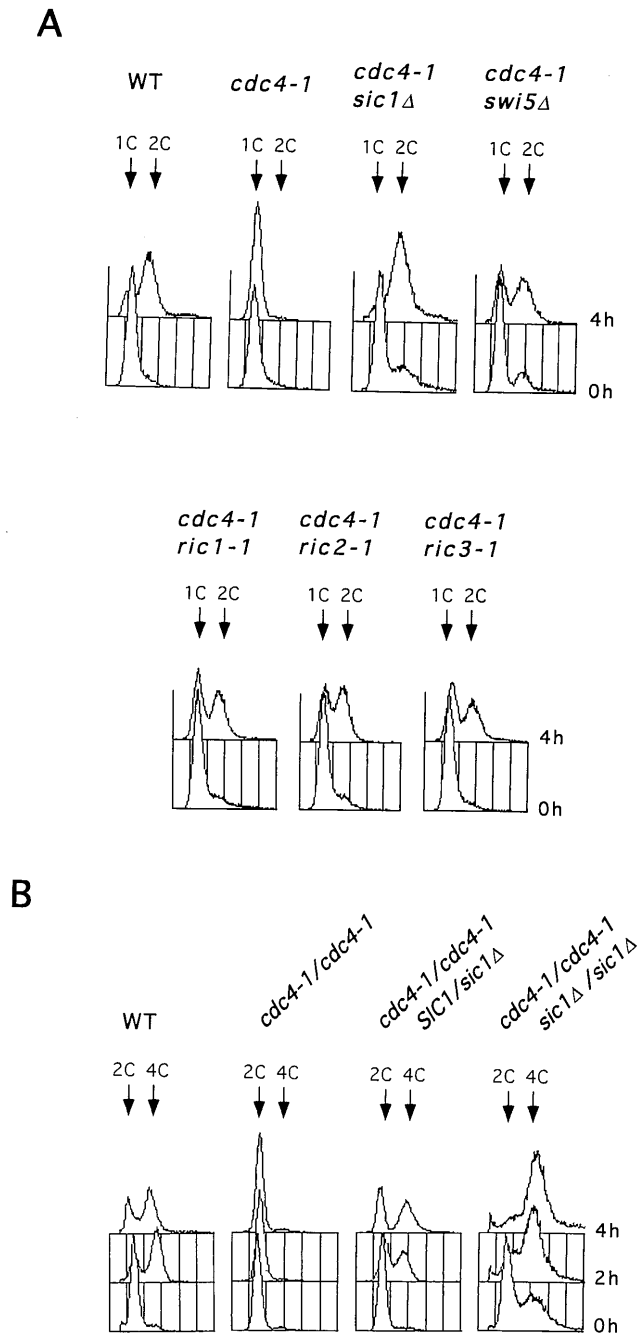 A
WT
cdc4-1
cdc4-1
sic1Δ
cdc4-1
swi5Δ
1C 2C
1C 2C
1C 2C
1C 2C
4h
0h
cdc4-1
ric1-1
cdc4-1
ric2-1
cdc4-1
ric3-1
1C 2C
1C 2C
1C 2C
4h
0h
B
WT
cdc4-1/cdc4-1
cdc4-1/cdc4-1
SIC1/sic1Δ
cdc4-1/cdc4-1
sic1Δ/sic1Δ
2C 4C
2C 4C
2C 4C
2C 4C
4h
2h
0h